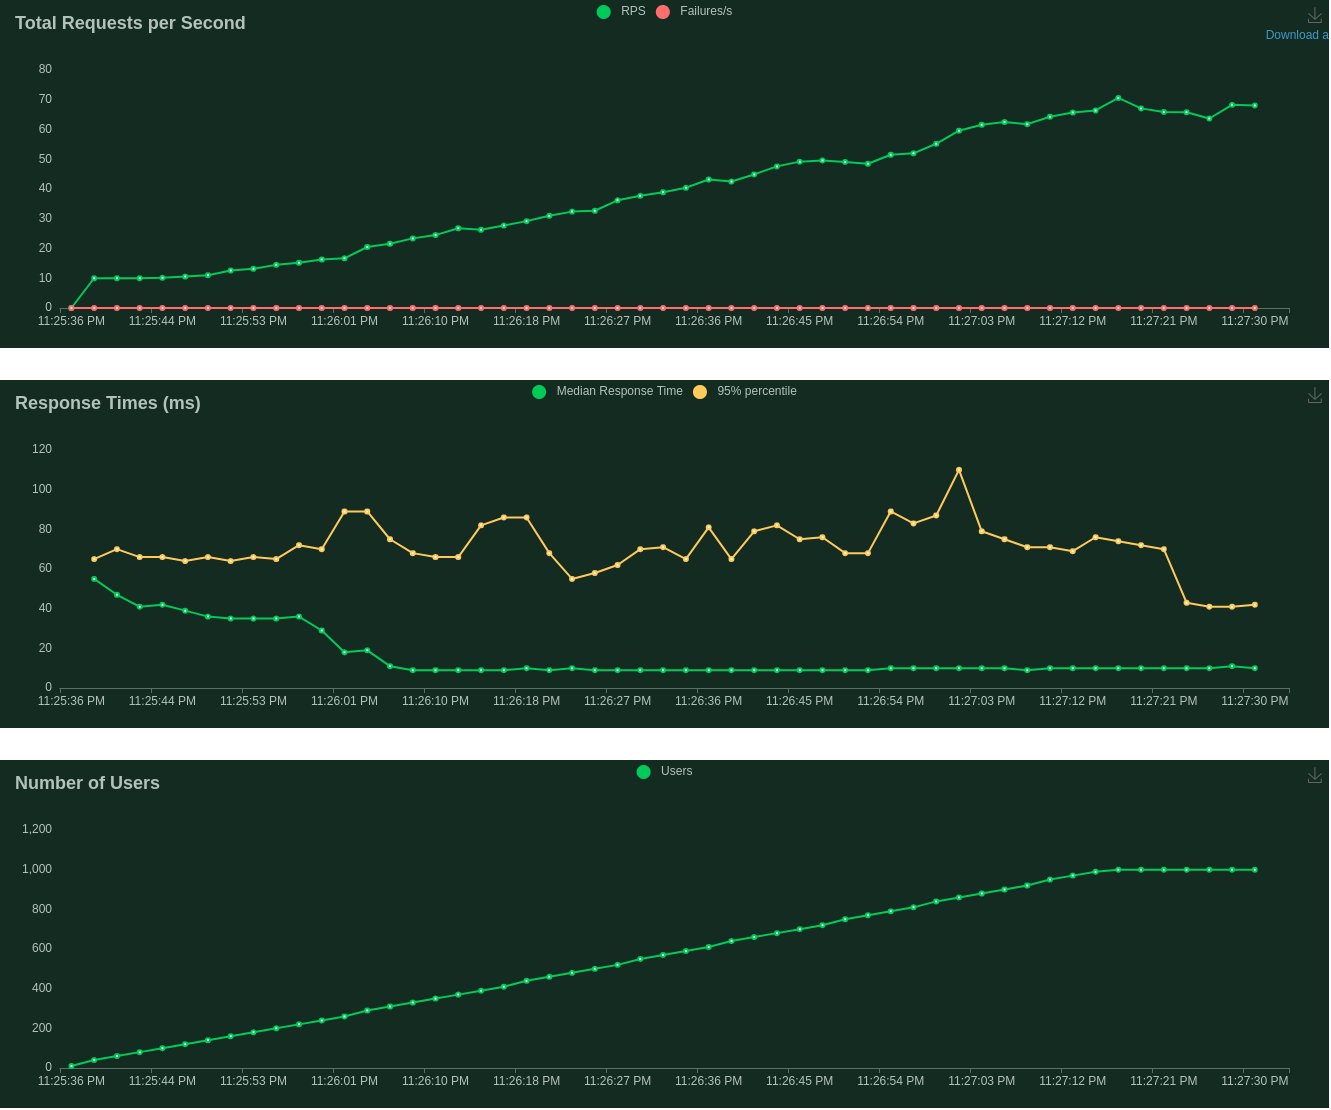 Total Requests per Second
RPS Failures/s
Download a
80
70
60
50
40
30
20
10
0
11:25:36 PM 11:25:44 PM 11:25:53 PM 11:26:01 PM 11:26:10 PM 11:26:18 PM 11:26:27 PM 11:26:36 PM 11:26:45 PM 11:26:54 PM 11:27:03 PM 11:27:12 PM 11:27:21 PM 11:27:30 PM
Response Times (ms)
Median Response Time 95% percentile
120
100
80
60
40
20
0
11:25:36 PM 11:25:44 PM 11:25:53 PM 11:26:01 PM 11:26:10 PM 11:26:18 PM 11:26:27 PM 11:26:36 PM 11:26:45 PM 11:26:54 PM 11:27:03 PM 11:27:12 PM 11:27:21 PM 11:27:30 PM
Number of Users
Users
1,200
1,000
800
600
400
200
0
11:25:36 PM 11:25:44 PM 11:25:53 PM 11:26:01 PM 11:26:10 PM 11:26:18 PM 11:26:27 PM 11:26:36 PM 11:26:45 PM 11:26:54 PM 11:27:03 PM 11:27:12 PM 11:27:21 PM 11:27:30 PM